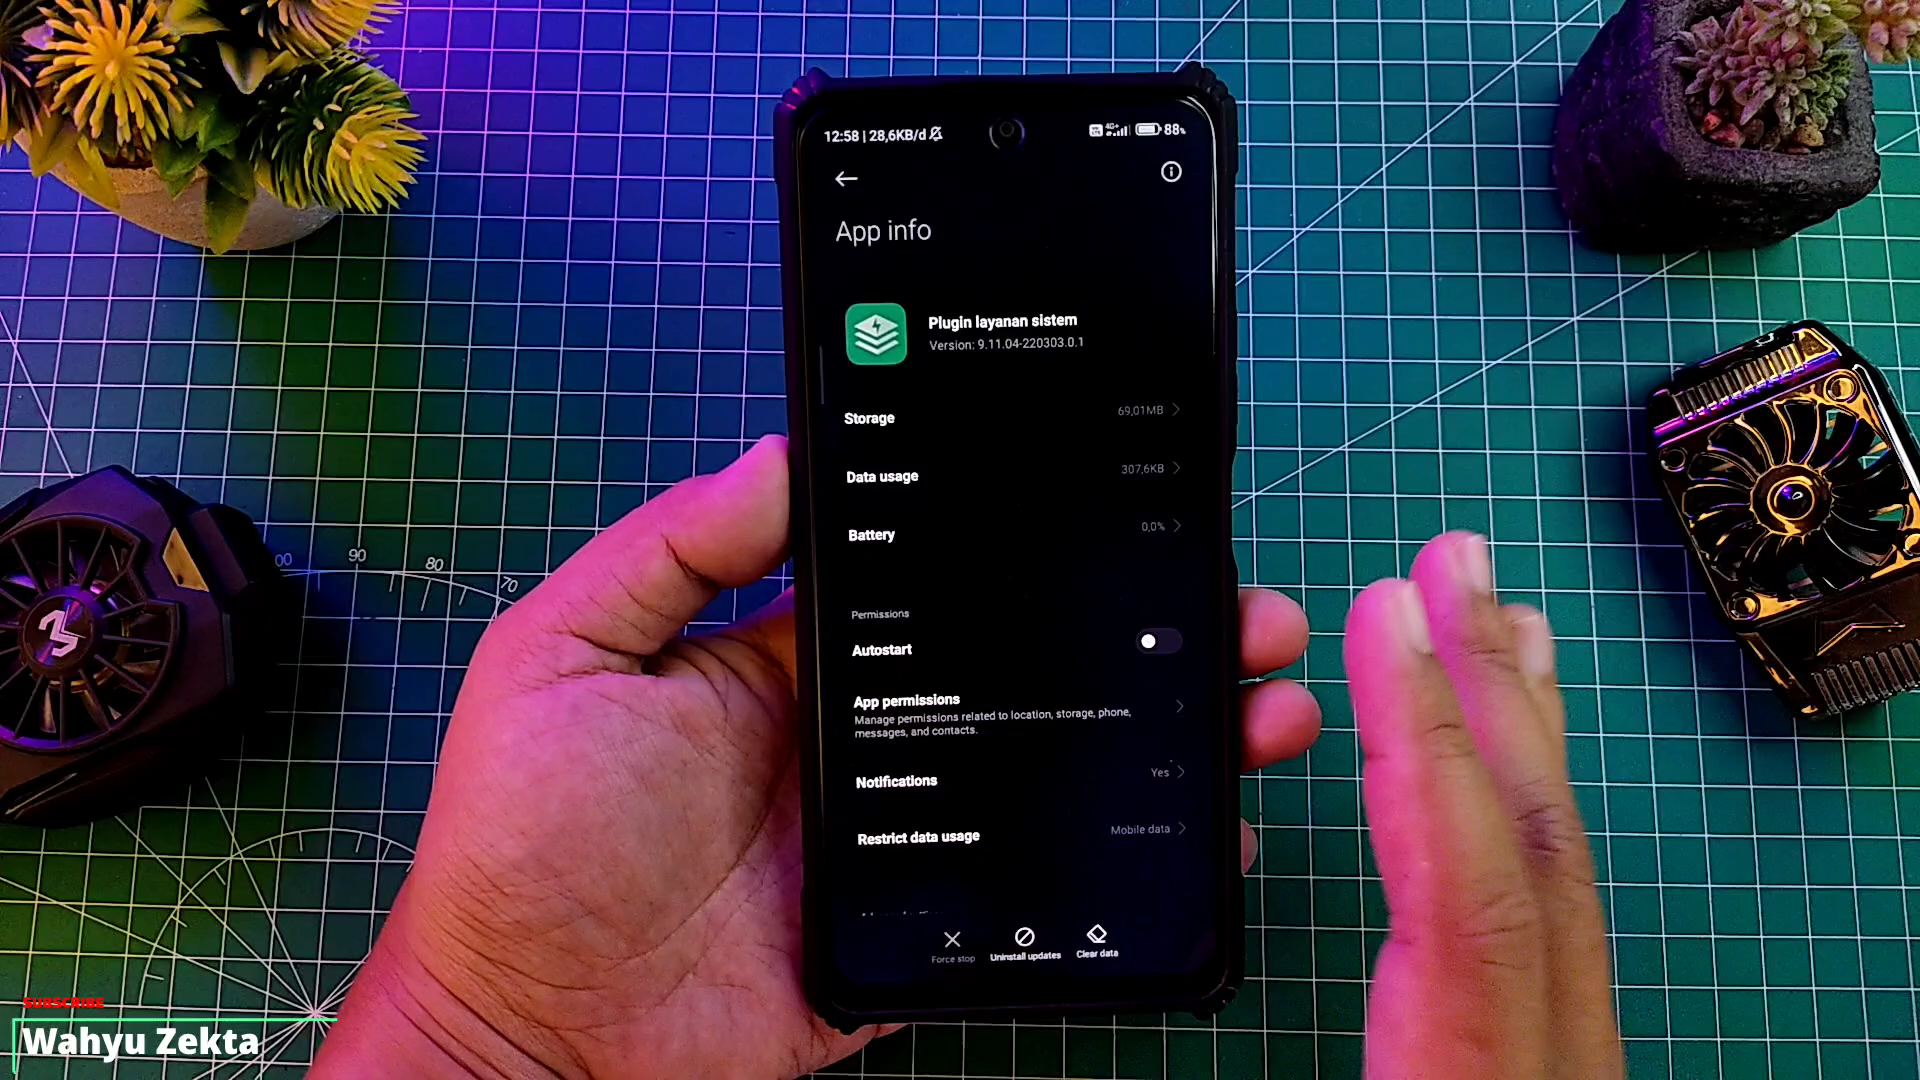 12:58 | 28,6KB/d
4G+
88%
App info
Plugin layanan sistem
Version: 9.11.04-220303.0.1
Storage
69,01MB
Data usage
307,6KB
Battery
0,0%
Permissions
Autostart
App permissions
Manage permissions related to location, storage, phone,
messages, and contacts.
Notifications
Yes
Restrict data usage
Mobile data
Force stop
Uninstall updates
Clear data
90
80
70
SUBSCRIBE
Wahyu Zekta